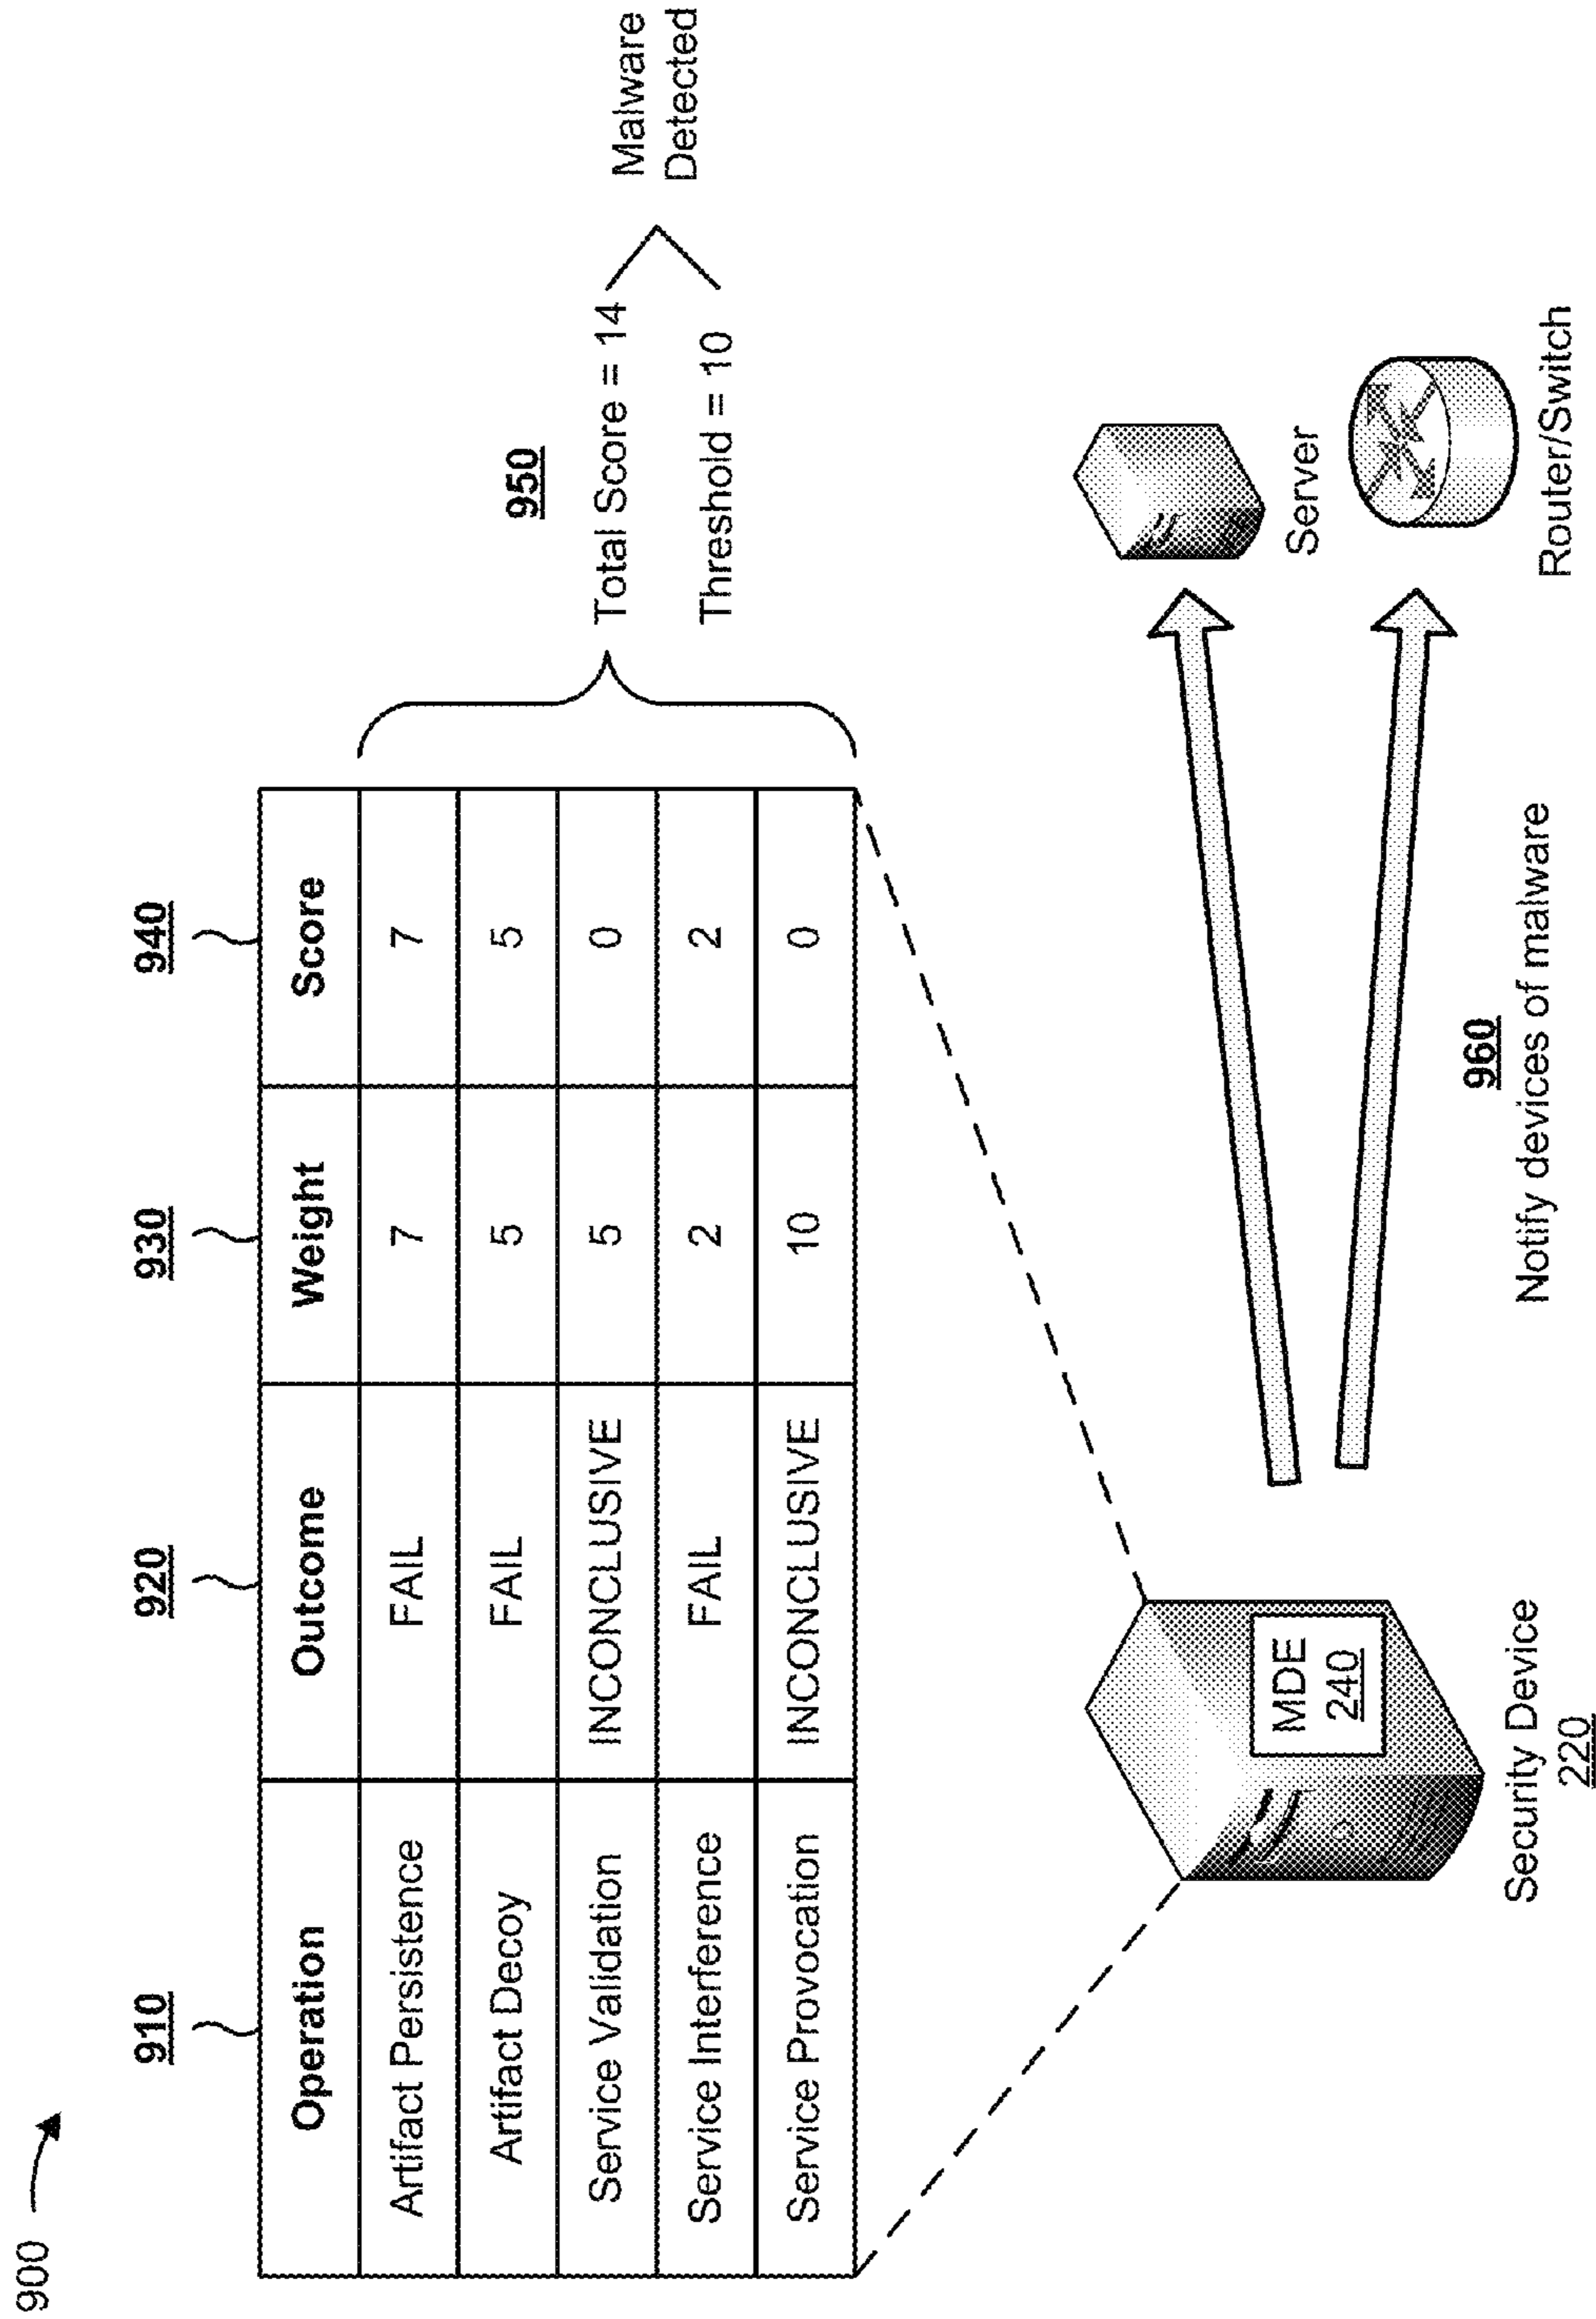 900
910 920 930 940
Operation Outcome Weight Score
Artifact Persistence FAIL 7 7
Artifact Decoy FAIL 5 5
Service Validation INCONCLUSIVE 5 0
Service Interference FAIL 2 2
Service Provocation INCONCLUSIVE 10 0
950
Total Score = 14
Threshold = 10
Malware
Detected
MDE
240
Security Device
220
960
Notify devices of malware
Server
Router/Switch